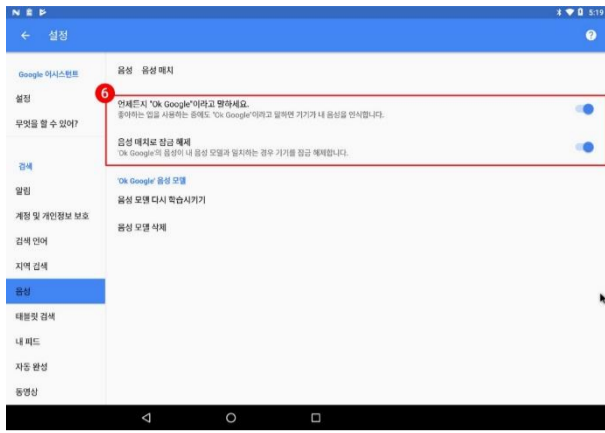 5:19
설정
Google 어시스턴트
설정
무엇을 할 수 있어?
검색
알림
계정 및 개인정보 보호
검색 언어
지역 검색
음성
태블릿 검색
내 피드
자동 완성
동영상
음성 음성 매치
6
언제든지 "Ok Google"이라고 말하세요.
좋아하는 앱을 사용하는 중에도 "Ok Google"이라고 말하면 기기가 내 음성을 인식합니다.
음성 매치로 잠금 해제
'Ok Google'의 음성이 내 음성 모델과 일치하는 경우 기기를 잠금 해제합니다.
'Ok Google' 음성 모델
음성 모델 다시 학습시키기
음성 모델 삭제